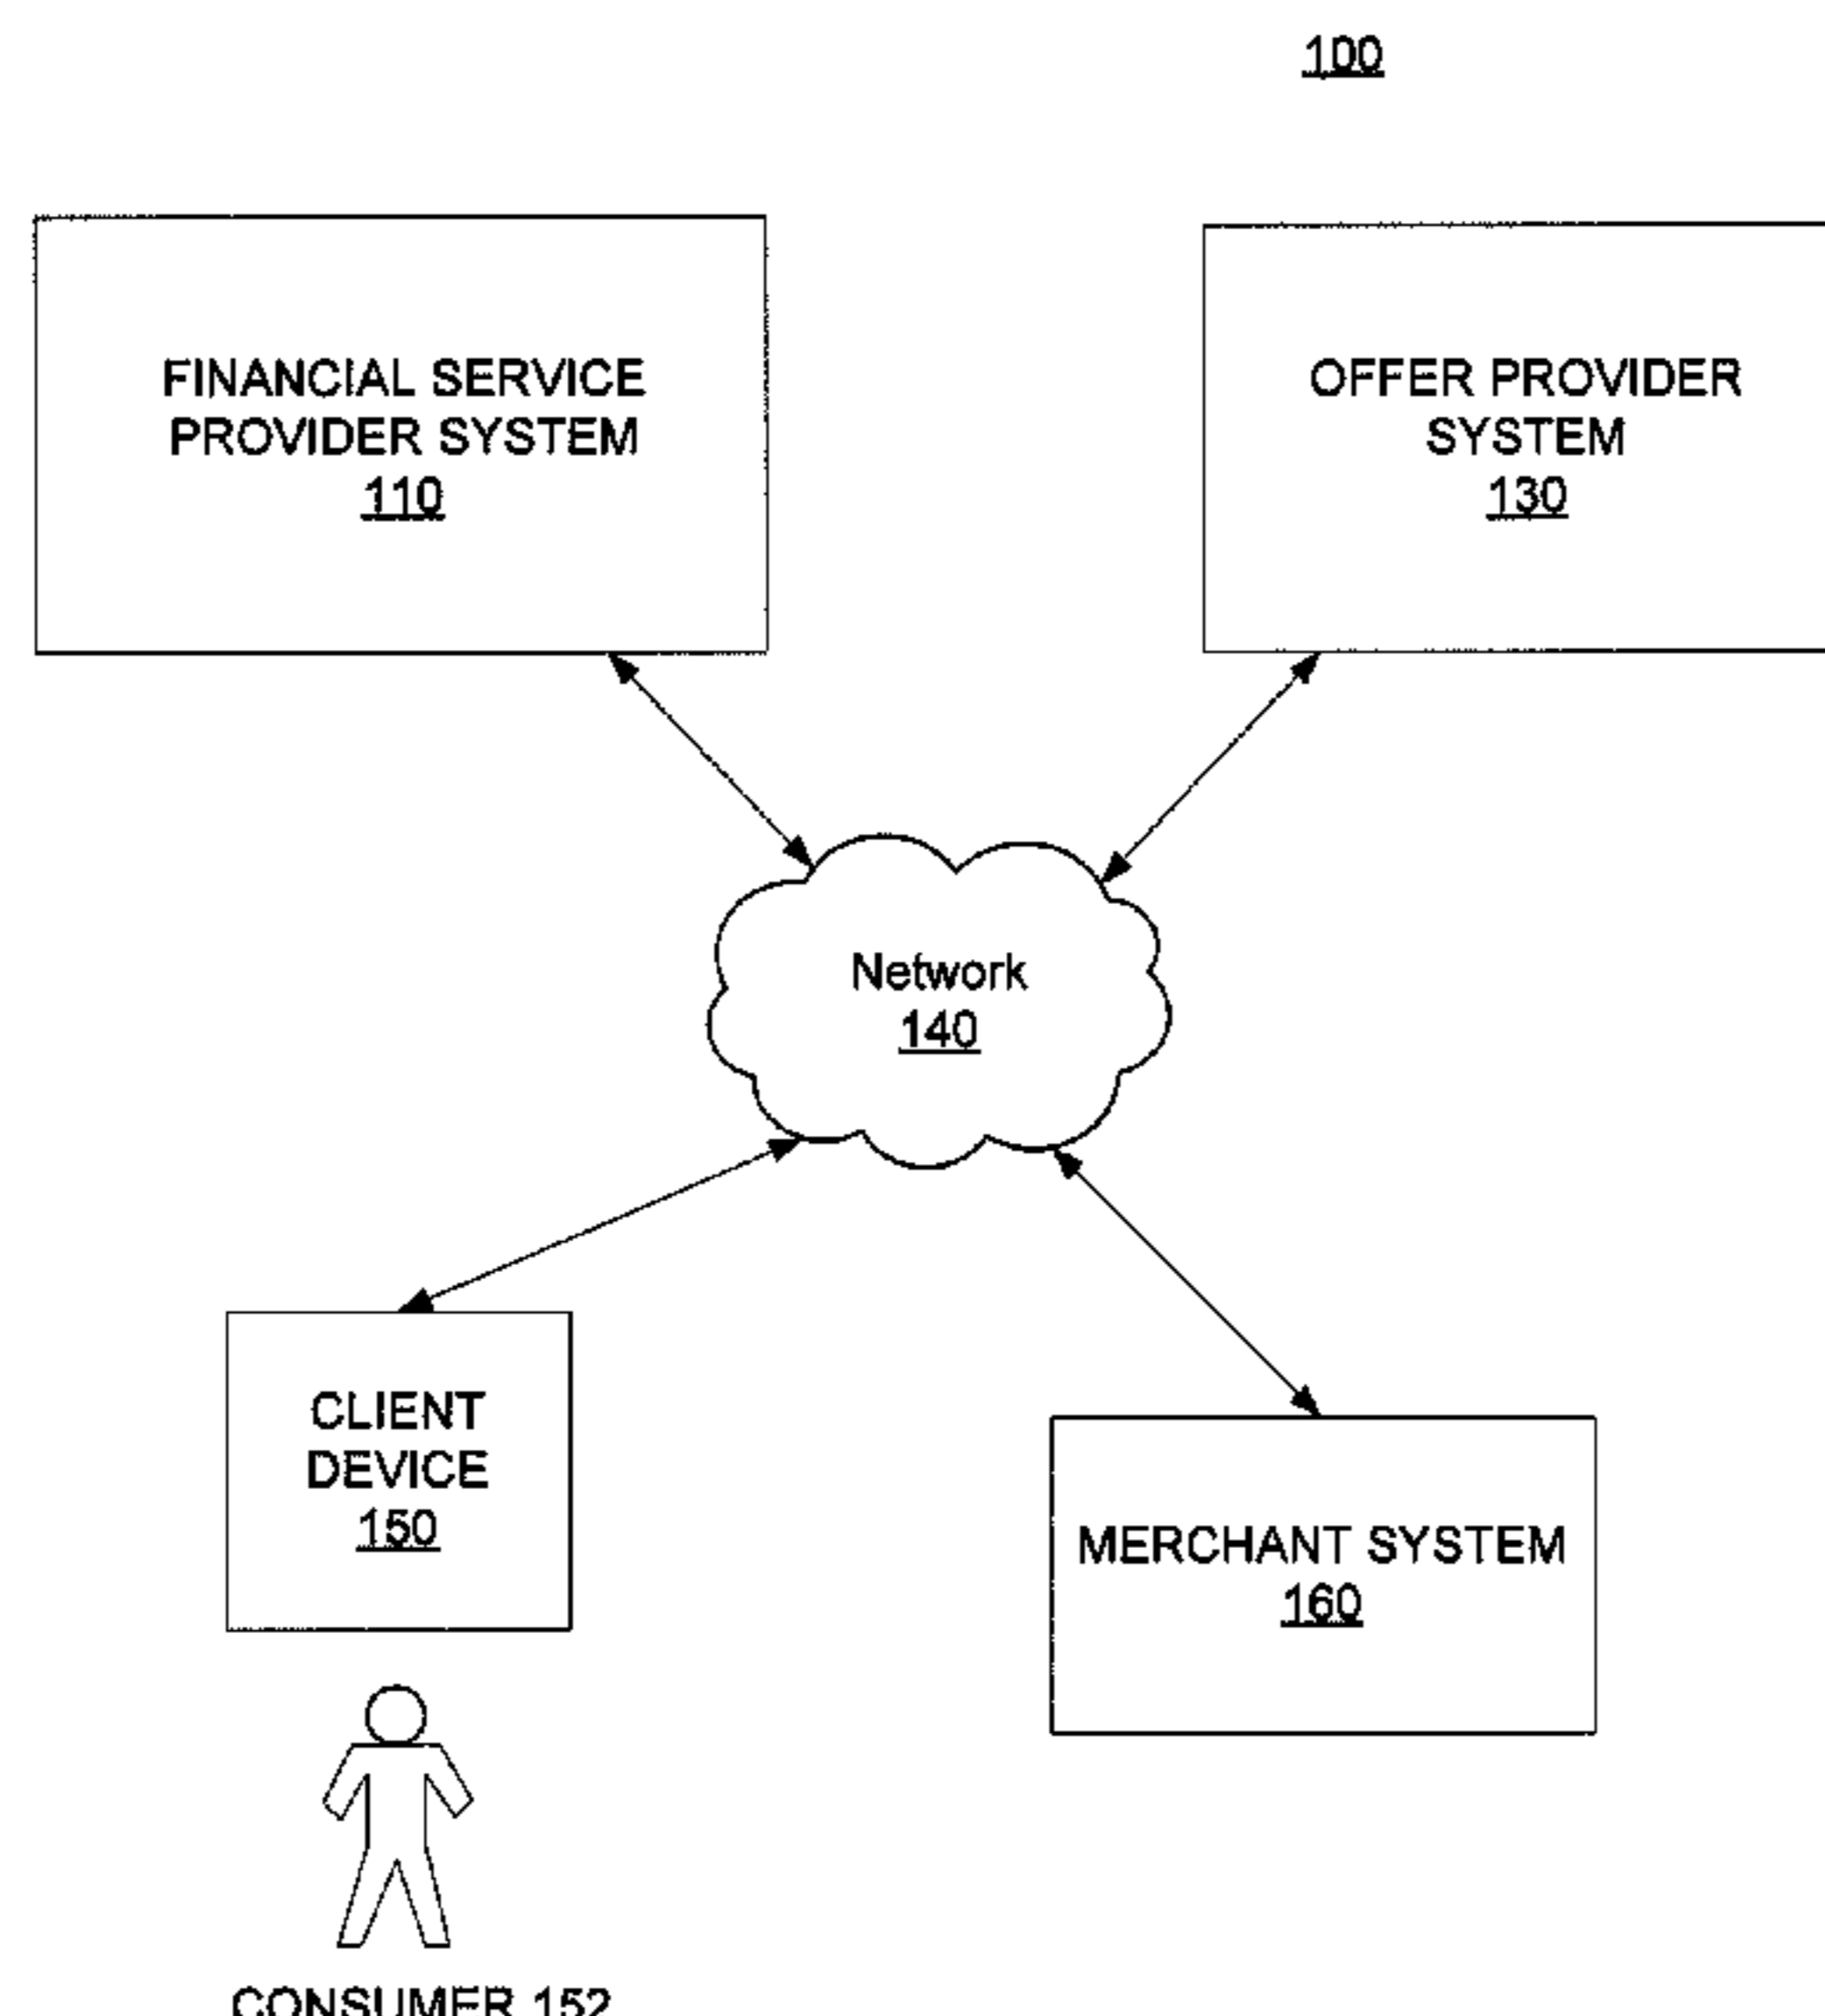 100
FINANCIAL SERVICE
PROVIDER SYSTEM
110
OFFER PROVIDER
SYSTEM
130
Network
140
CLIENT
DEVICE
150
MERCHANT SYSTEM
160
CONSUMER 152